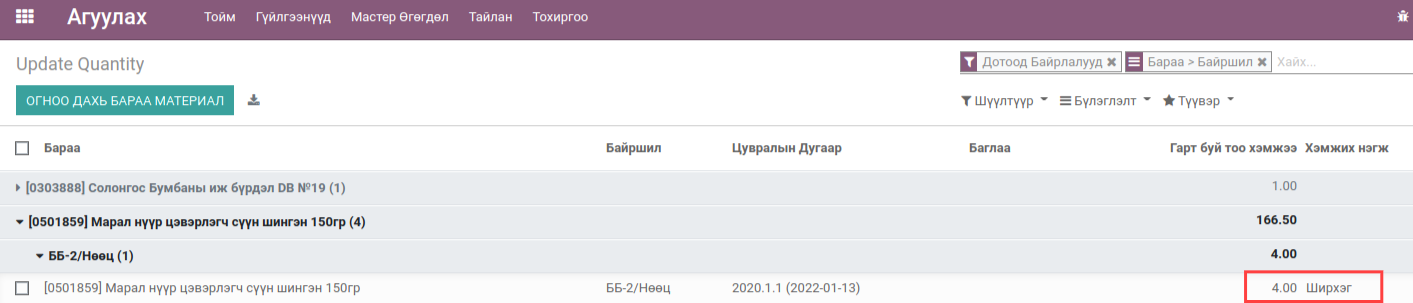 Агуулах Тойм Гүйлгээнүүд Мастер Өгөгдөл Тайлан Тохиргоо
Update Quantity Дотоод Байрлалууд Бараа > Байршил Хайх...
ОГНОО ДАХЬ БАРАА МАТЕРИАЛ Шүүлтүүр Бүлэглэлт Түүвэр
Бараа Байршил Цувралын Дугаар Баглаа Гарт буй тоо хэмжээ Хэмжих нэгж
[0303888] Солонгос Бумбаны иж бүрдэл DB №19 (1) 1.00
[0501859] Марал нүүр цэвэрлэгч сүүн шингэн 150гр (4) 166.50
ББ-2/Нөөц (1) 4.00
[0501859] Марал нүүр цэвэрлэгч сүүн шингэн 150гр ББ-2/Нөөц 2020.1.1 (2022-01-13) 4.00 Ширхэг